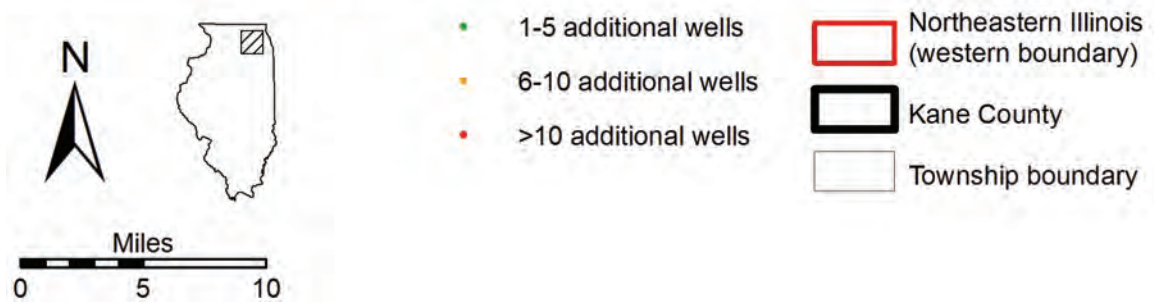 N
Miles
0 5 10
1-5 additional wells
6-10 additional wells
>10 additional wells
Northeastern Illinois
(western boundary)
Kane County
Township boundary